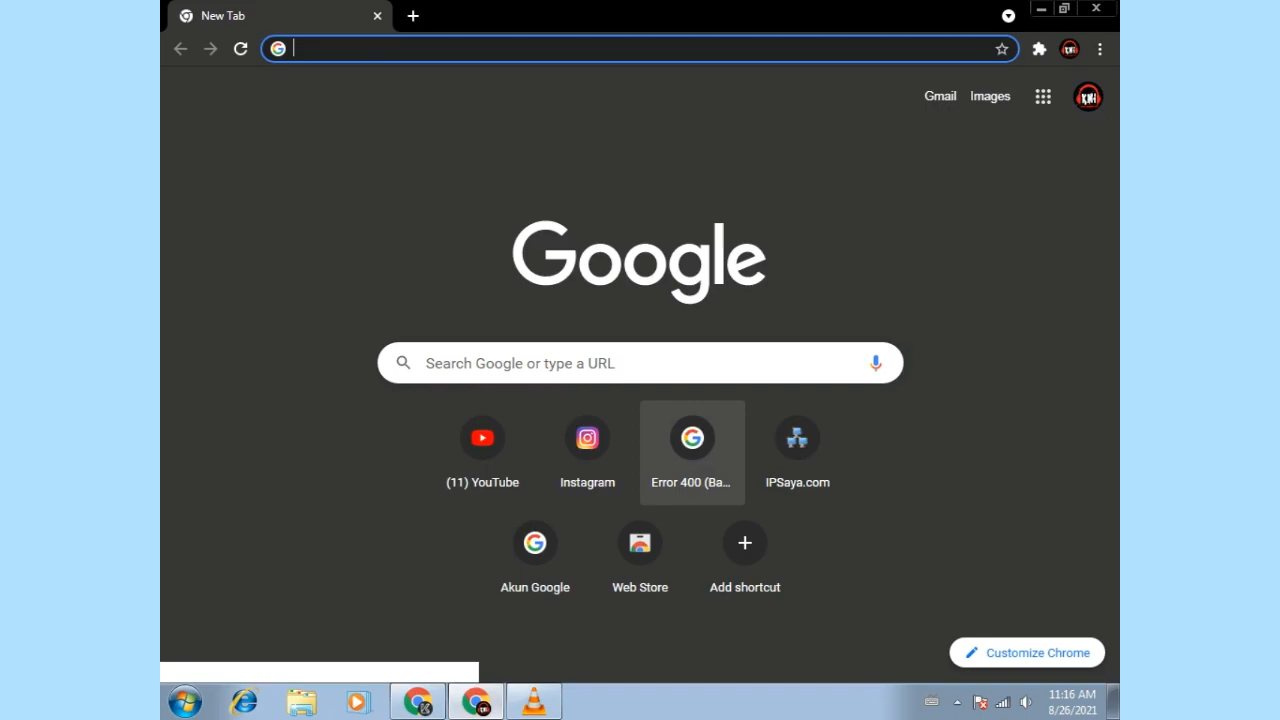 New Tab
Gmail Images
Google
Search Google or type a URL
(11) YouTube
Instagram
Error 400 (Ba...
IPSaya.com
Akun Google
Web Store
Add shortcut
Customize Chrome
11:16 AM
8/26/2021